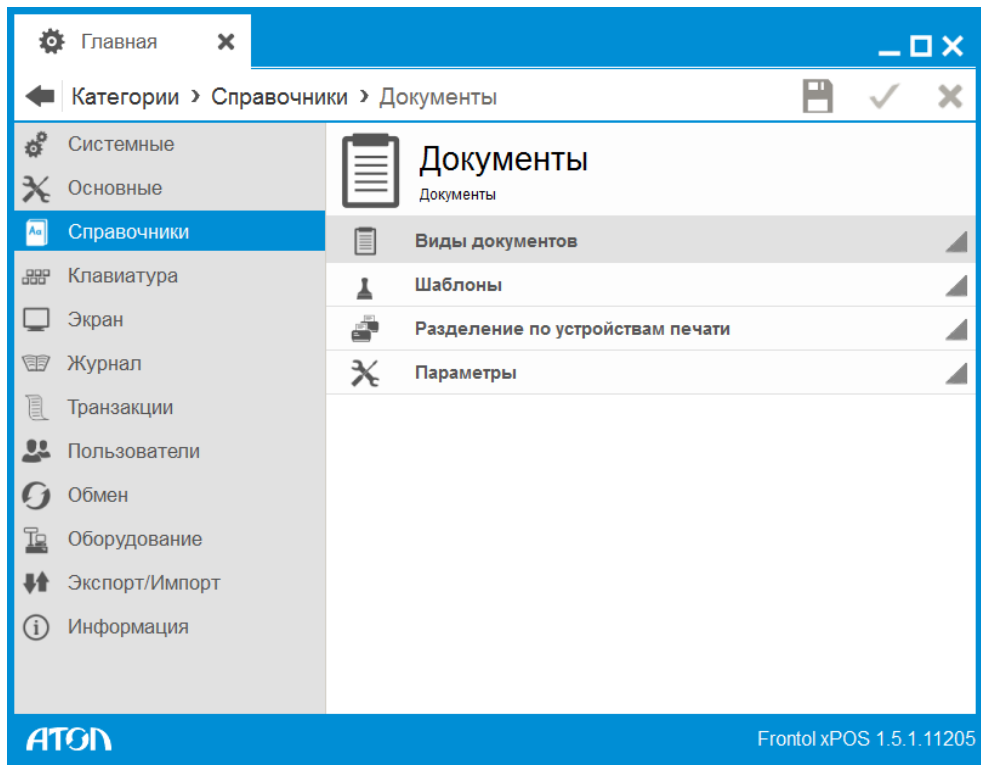 Главная
Категории › Справочники › Документы
Системные
Основные
Справочники
Клавиатура
Экран
Журнал
Транзакции
Пользователи
Обмен
Оборудование
Экспорт/Импорт
Информация
Документы
Документы
Виды документов
Шаблоны
Разделение по устройствам печати
Параметры
АТОЛ
Frontol xPOS 1.5.1.11205